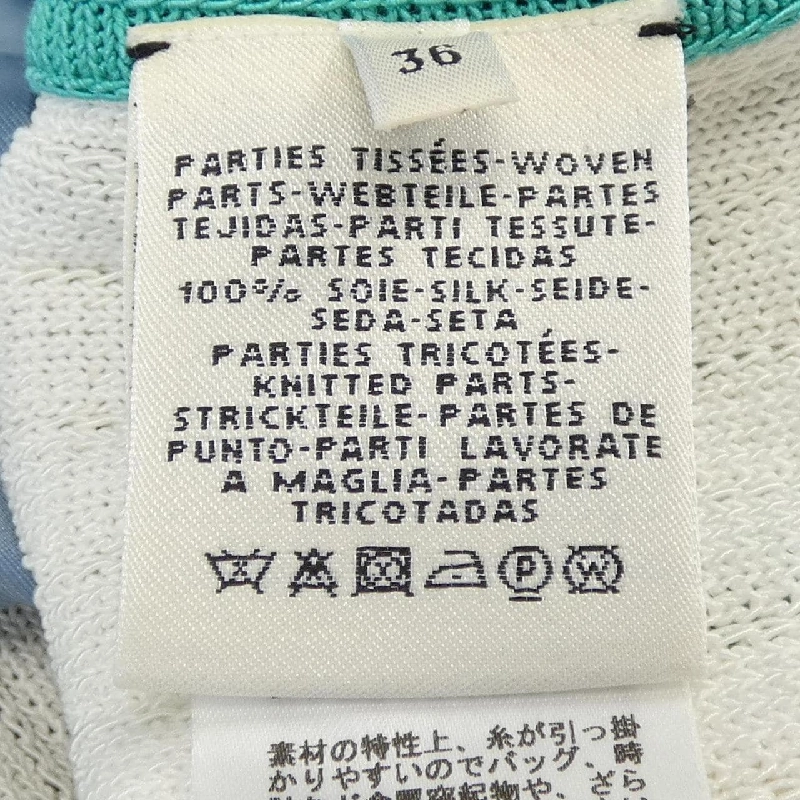 36
PARTIES TISSÉES-WOVEN
PARTS-WEBTEILE-PARTES
TEJIDAS-PARTI TESSUTE-
PARTES TECIDAS
100% SOIE-SILK-SEIDE-
SEDA-SETA
PARTIES TRICOTÉES-
KNITTED PARTS-
STRICKTEILE-PARTES DE
PUNTO-PARTI LAVORATE
A MAGLIA-PARTES
TRICOTADAS
P W
素材の特性上、糸が引っ掛
かりやすいのでバッグ、時